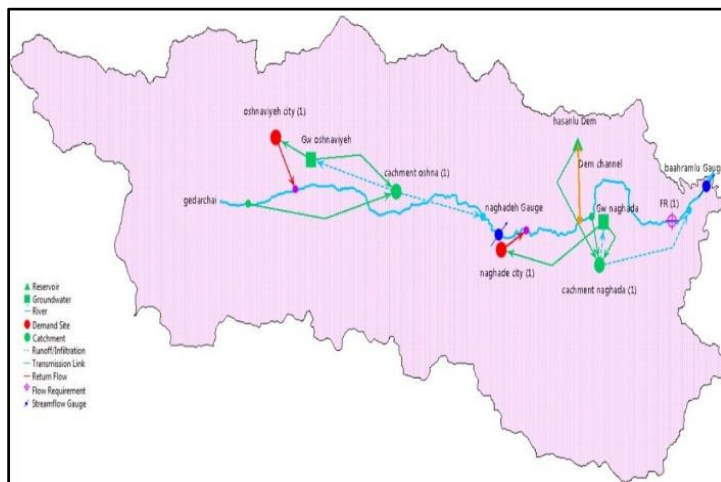 oshnaviyeh city (1)
Gw oshnaviyeh
hasanlu Dem
cachment oshna (1)
Dem channel
baahramlu Gaug
gedarchai
naghadeh Gauge
Gw naghada
FR (1)
naghade city (1)
cachment naghada (1)
Reservoir
Groundwater
River
Demand Site
Catchment
Runoff/Infiltration
Transmission Link
Return Flow
Flow Requirement
Streamflow Gauge